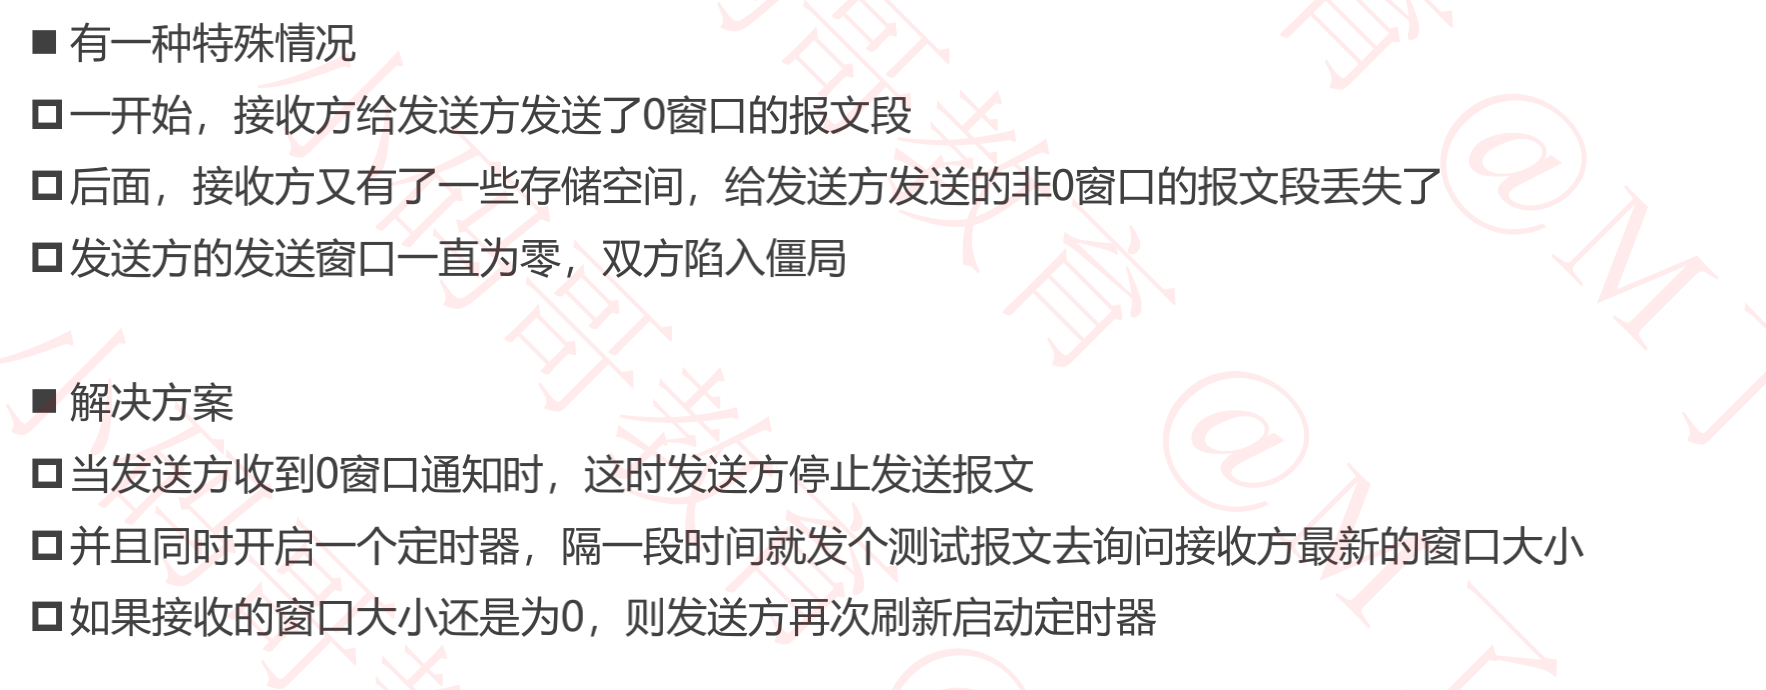 ■ 有一种特殊情况
一开始，接收方给发送方发送了0窗口的报文段
后面，接收方又有了一些存储空间，给发送方发送的非0窗口的报文段丢失了
发送方的发送窗口一直为零，双方陷入僵局
■ 解决方案
当发送方收到0窗口通知时，这时发送方停止发送报文
并且同时开启一个定时器，隔一段时间就发个测试报文去询问接收方最新的窗口大小
如果接收的窗口大小还是为0，则发送方再次刷新启动定时器
小码哥教育 @M了